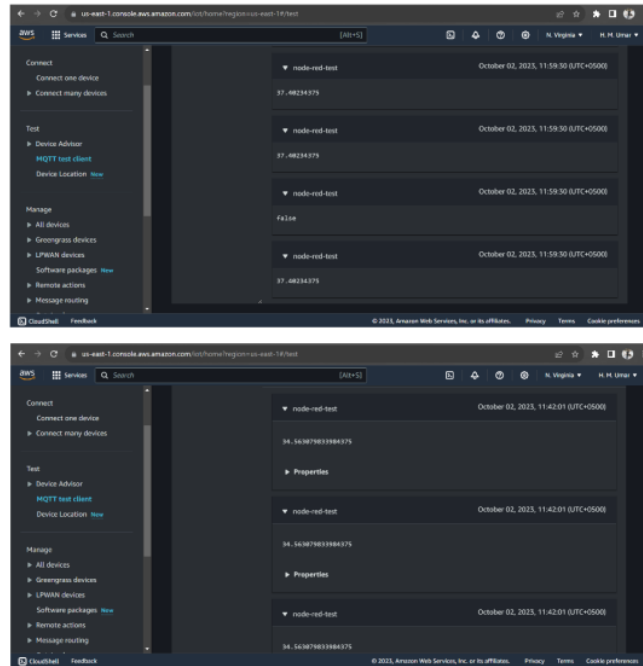 us-east-1.console.aws.amazon.com/iot/home?region=us-east-1#/test
aws Services Search [Alt+S] N. Virginia H. M. Umar
Connect
Connect one device
Connect many devices
Test
Device Advisor
MQTT test client
Device Location New
Manage
All devices
Greengrass devices
LPWAN devices
Software packages New
Remote actions
Message routing
node-red-test October 02, 2023, 11:59:30 (UTC+0500)
37.40234375
node-red-test October 02, 2023, 11:59:30 (UTC+0500)
37.40234375
node-red-test October 02, 2023, 11:59:30 (UTC+0500)
false
node-red-test October 02, 2023, 11:59:30 (UTC+0500)
37.40234375
CloudShell Feedback © 2023, Amazon Web Services, Inc. or its affiliates. Privacy Terms Cookie preferences
us-east-1.console.aws.amazon.com/iot/home?region=us-east-1#/test
aws Services Search [Alt+S] N. Virginia H. M. Umar
Connect
Connect one device
Connect many devices
Test
Device Advisor
MQTT test client
Device Location New
Manage
All devices
Greengrass devices
LPWAN devices
Software packages New
Remote actions
Message routing
node-red-test October 02, 2023, 11:42:01 (UTC+0500)
34.563079833984375
Properties
node-red-test October 02, 2023, 11:42:01 (UTC+0500)
34.563079833984375
Properties
node-red-test October 02, 2023, 11:42:01 (UTC+0500)
34.563079833984375
CloudShell Feedback © 2023, Amazon Web Services, Inc. or its affiliates. Privacy Terms Cookie preferences